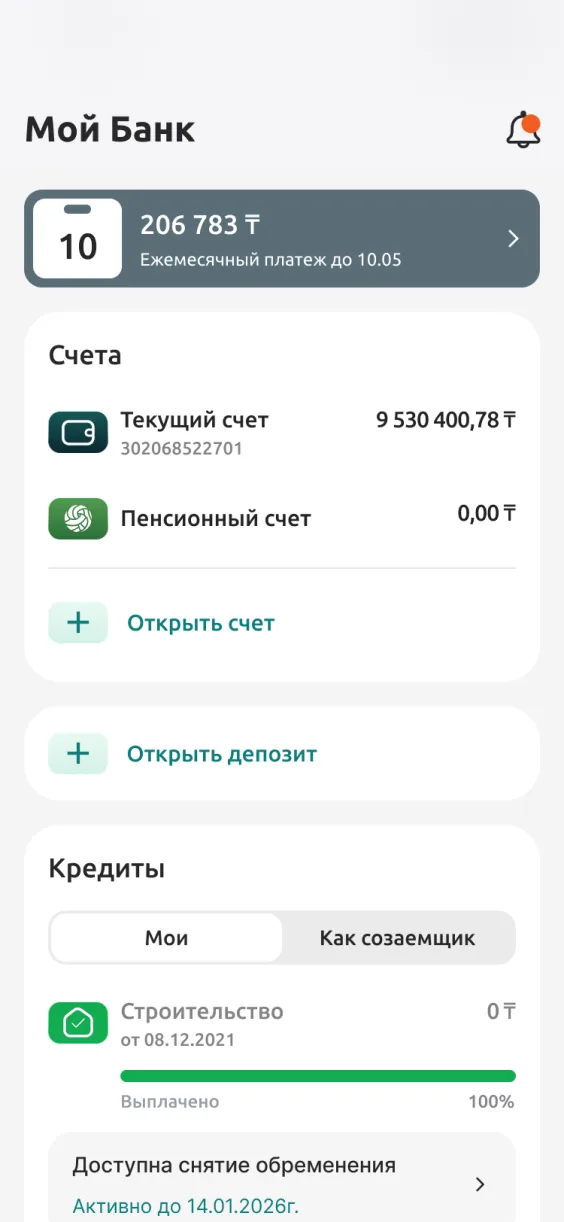 Мой Банк
10
206 783 ₸
Ежемесячный платеж до 10.05
Счета
Текущий счет 9 530 400,78 ₸
302068522701
Пенсионный счет 0,00 ₸
Открыть счет
Открыть депозит
Кредиты
Мои Как созаемщик
Строительство 0 ₸
от 08.12.2021
Выплачено 100%
Доступна снятие обременения
Активно до 14.01.2026г.